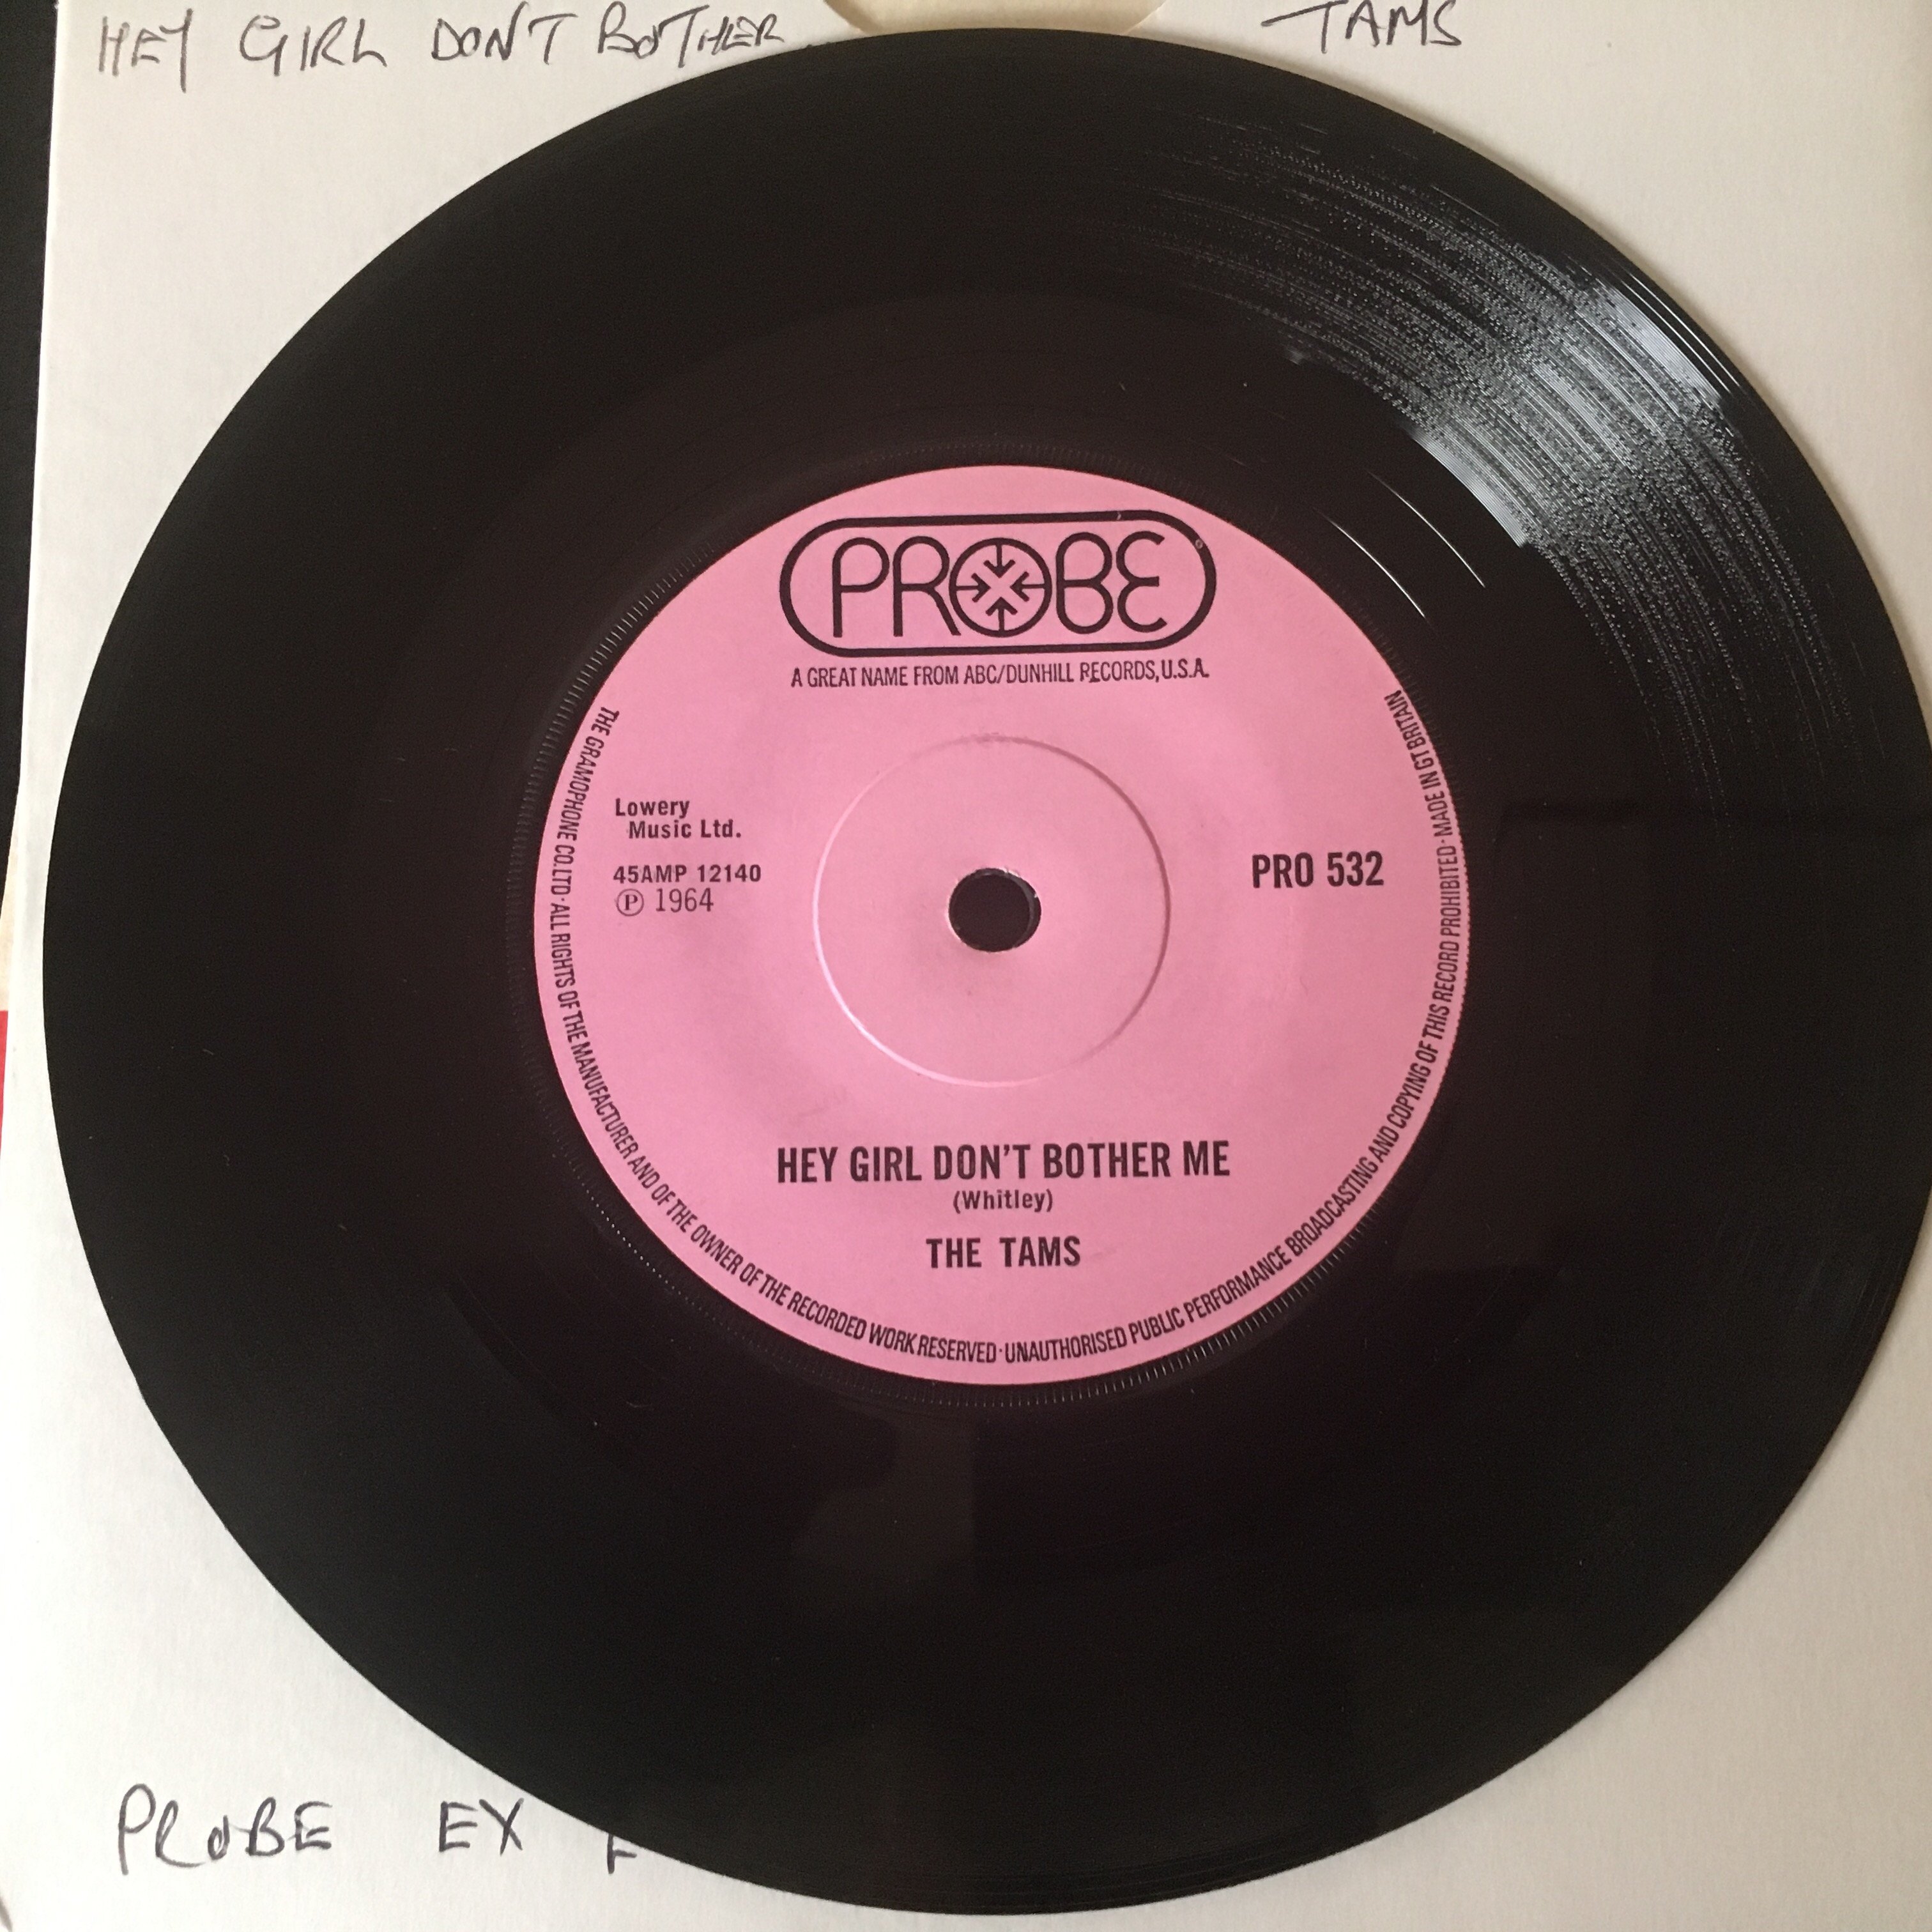 HEY GIRL DON'T BOTHER TAMS
PROBE
A GREAT NAME FROM ABC/DUNHILL RECORDS, U.S.A.
Lowery
Music Ltd.
45AMP 12140
Ⓟ 1964
PRO 532
HEY GIRL DON'T BOTHER ME
(Whitley)
THE TAMS
THE GRAMOPHONE CO. LTD · ALL RIGHTS OF THE MANUFACTURER AND OF THE OWNER OF THE RECORDED WORK RESERVED · UNAUTHORISED PUBLIC PERFORMANCE BROADCASTING AND COPYING OF THIS RECORD PROHIBITED · MADE IN GT BRITAIN
PROBE EX